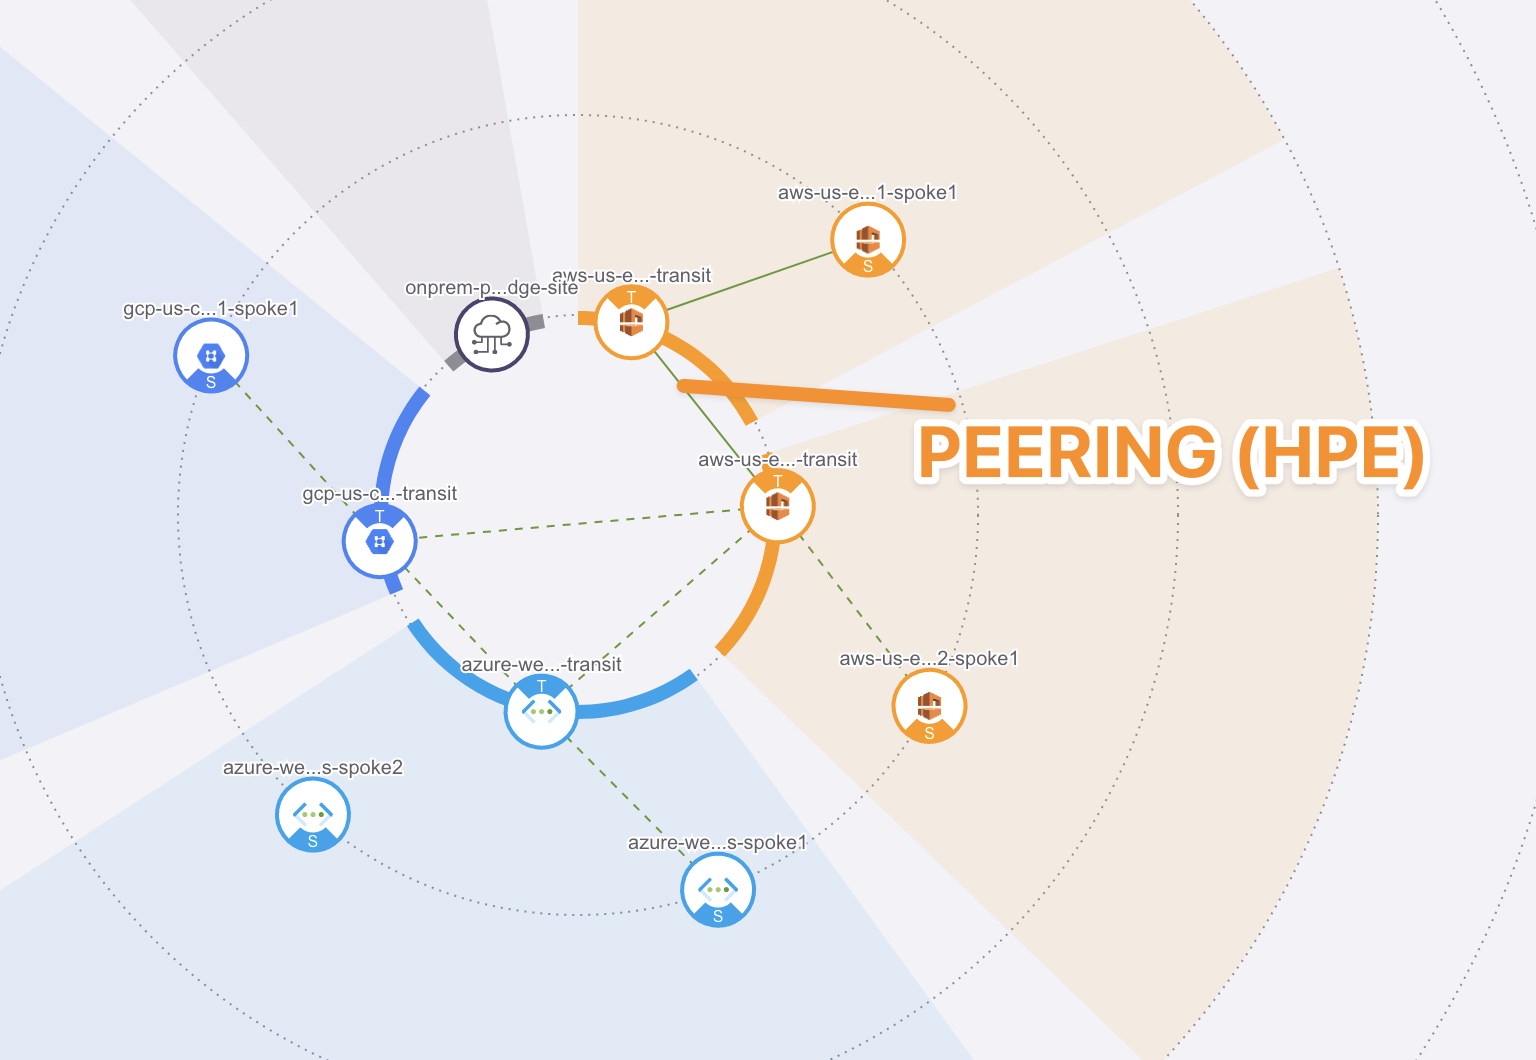 aws-us-e...1-spoke1
S
aws-us-e...-transit
T
onprem-p...dge-site
gcp-us-c...1-spoke1
S
PEERING (HPE)
aws-us-e...-transit
T
gcp-us-c...-transit
T
azure-we...-transit
T
aws-us-e...2-spoke1
S
azure-we...s-spoke2
S
azure-we...s-spoke1
S